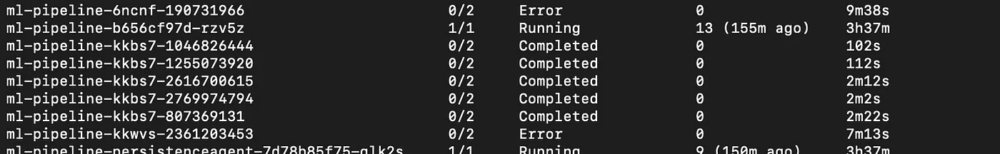 ml-pipeline-6ncnf-190731966 0/2 Error 0 9m38s
ml-pipeline-b656cf97d-rzv5z 1/1 Running 13 (155m ago) 3h37m
ml-pipeline-kkbs7-1046826444 0/2 Completed 0 102s
ml-pipeline-kkbs7-1255073920 0/2 Completed 0 112s
ml-pipeline-kkbs7-2616700615 0/2 Completed 0 2m12s
ml-pipeline-kkbs7-2769974794 0/2 Completed 0 2m2s
ml-pipeline-kkbs7-807369131 0/2 Completed 0 2m22s
ml-pipeline-kkwvs-2361203453 0/2 Error 0 7m13s
ml-pipeline-persistenceagent-7d78b85f75-qlk2s 1/1 Running 9 (150m ago) 3h37m